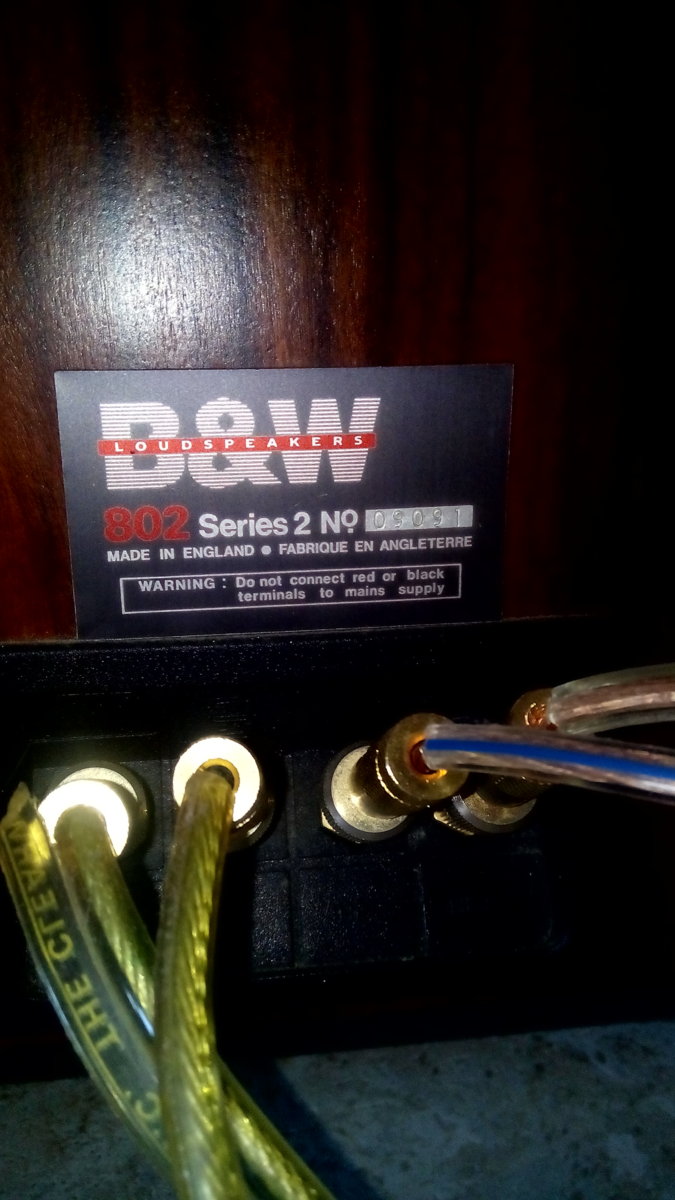 B&W
LOUDSPEAKERS
802 Series 2 Nº 09091
MADE IN ENGLAND ● FABRIQUE EN ANGLETERRE
WARNING : Do not connect red or black
terminals to mains supply
THE CLEAR